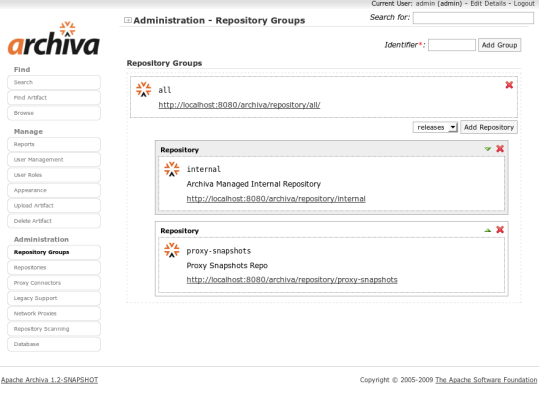 Current User: admin (admin) - Edit Details - Logout
Administration - Repository Groups
Search for:
archiva
Identifier*:
Add Group
Repository Groups
Find
Search
Find Artifact
Browse
Manage
Reports
User Management
User Roles
Appearance
Upload Artifact
Delete Artifact
Administration
Repository Groups
Repositories
Proxy Connectors
Legacy Support
Network Proxies
Repository Scanning
Database
all
http://localhost:8080/archiva/repository/all/
releases
Add Repository
Repository
internal
Archiva Managed Internal Repository
http://localhost:8080/archiva/repository/internal
Repository
proxy-snapshots
Proxy Snapshots Repo
http://localhost:8080/archiva/repository/proxy-snapshots
Apache Archiva 1.2-SNAPSHOT
Copyright © 2005-2009 The Apache Software Foundation